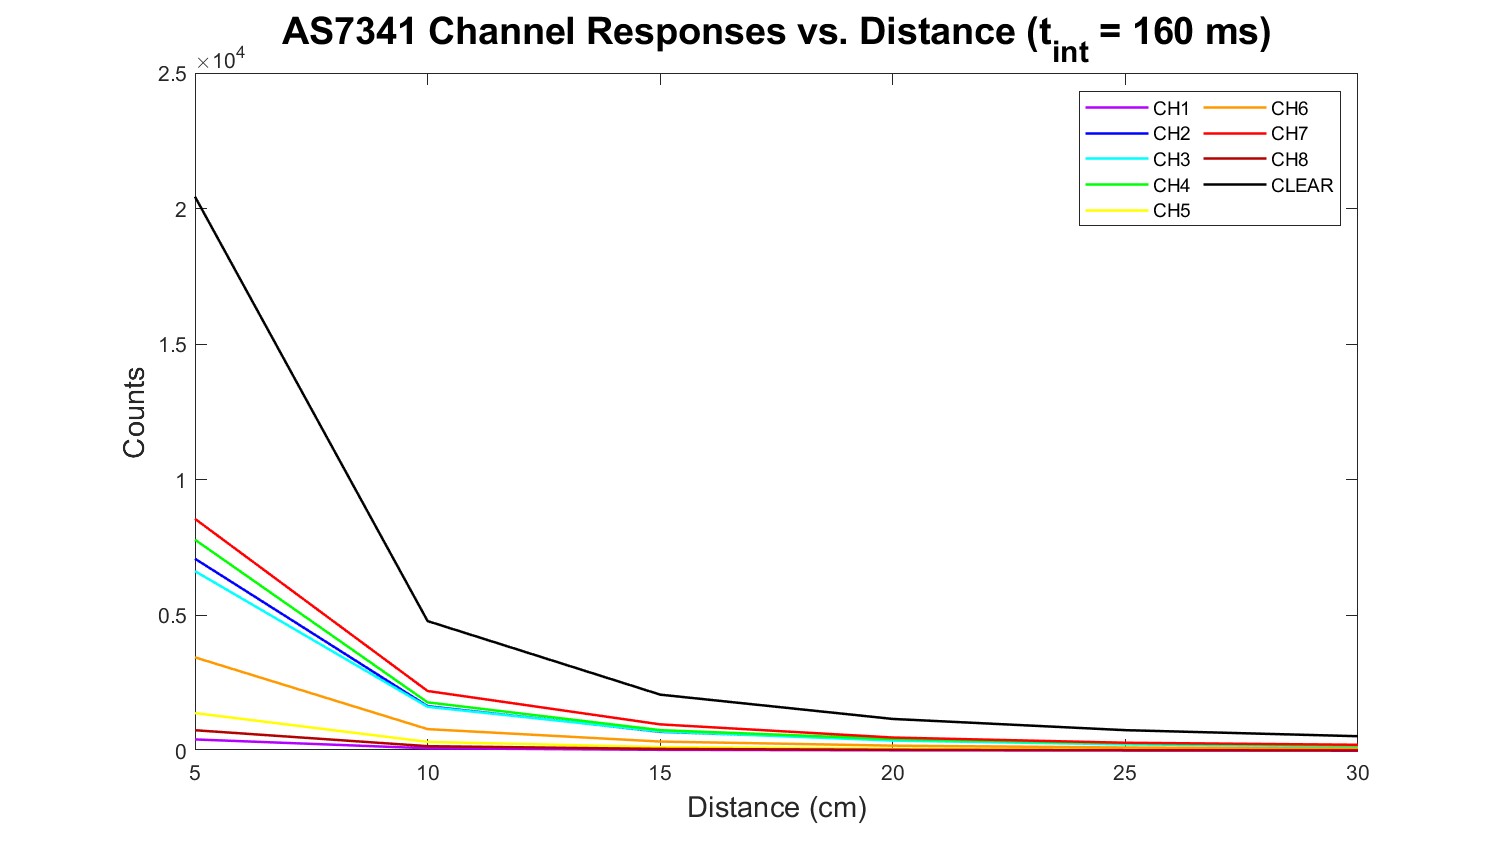 AS7341 Channel Responses vs. Distance (t_int = 160 ms)
×10^4
2.5
2
1.5
1
0.5
0
Counts
5 10 15 20 25 30
Distance (cm)
CH1 CH6
CH2 CH7
CH3 CH8
CH4 CLEAR
CH5